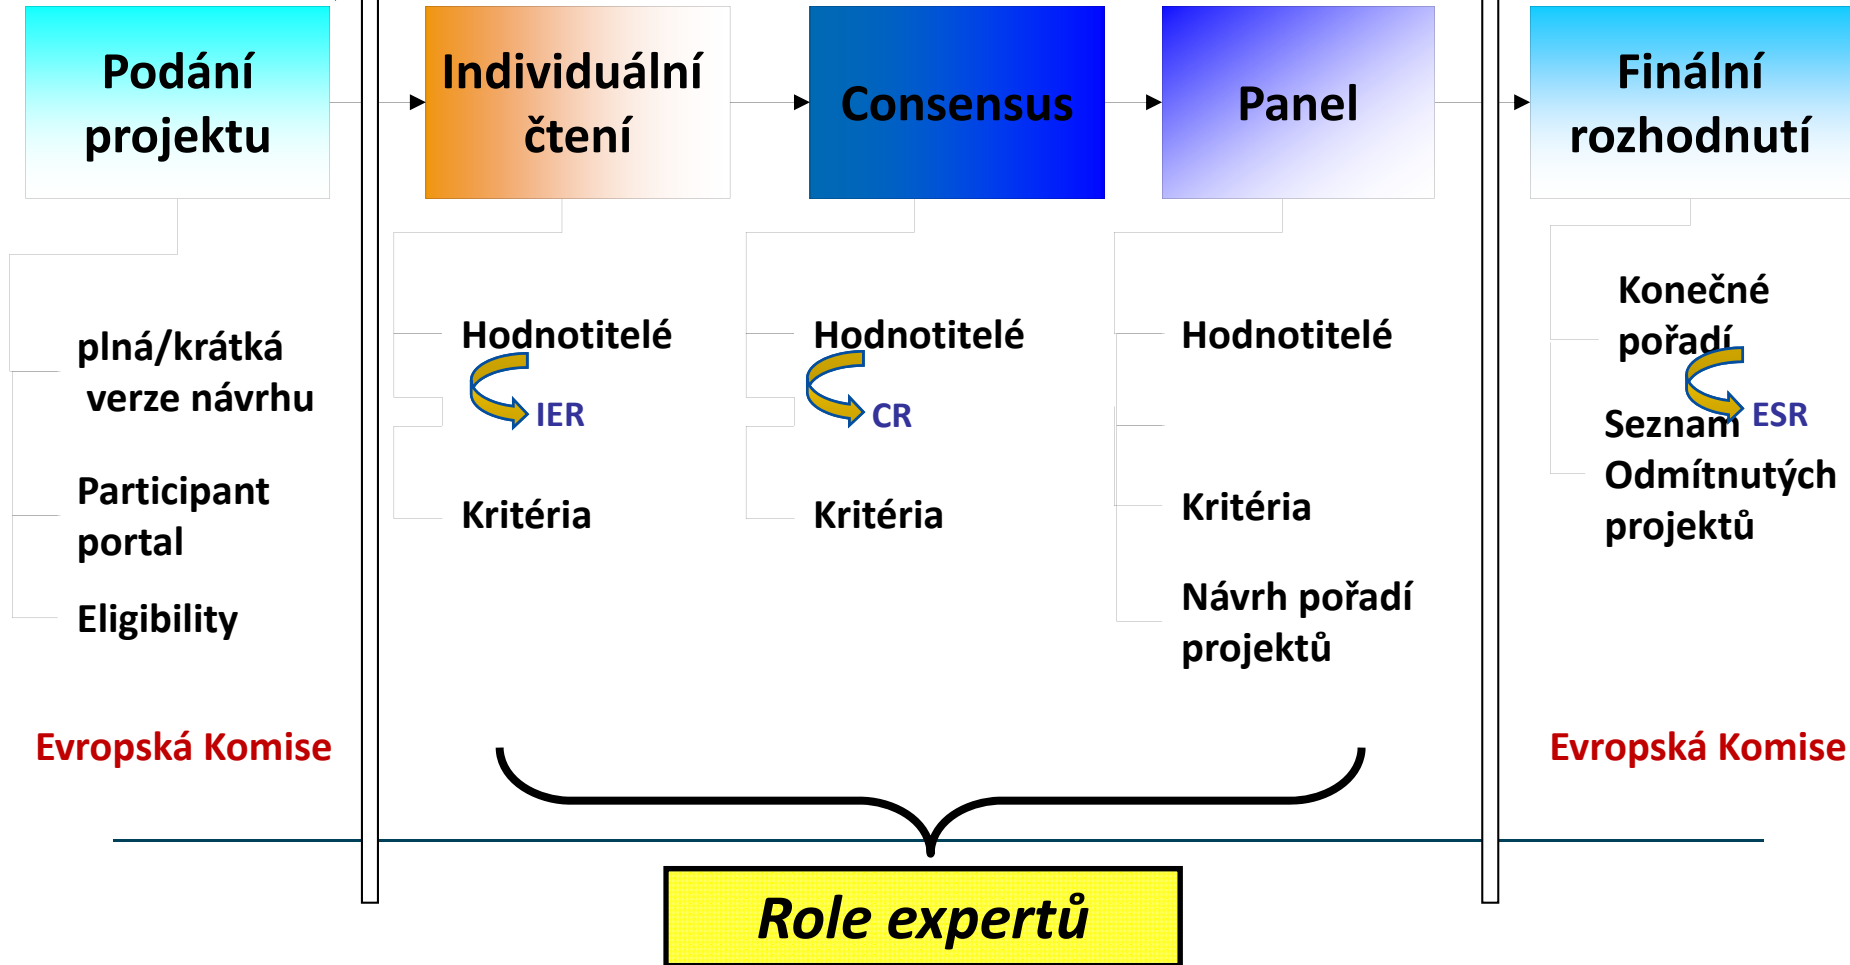 Podání
projektu
Individuální
čtení
Consensus
Panel
Finální
rozhodnutí
plná/krátká
verze návrhu
Participant
portal
Eligibility
Evropská Komise
Hodnotitelé
IER
Kritéria
Hodnotitelé
CR
Kritéria
Hodnotitelé
Kritéria
Návrh pořadí
projektů
Konečné
pořadí
ESR
Seznam
Odmítnutých
projektů
Evropská Komise
Role expertů